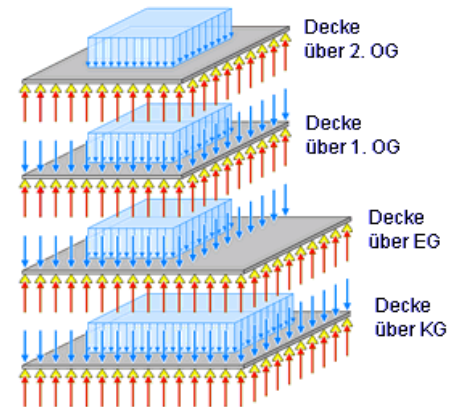 Decke
über 2. OG
Decke
über 1. OG
Decke
über EG
Decke
über KG